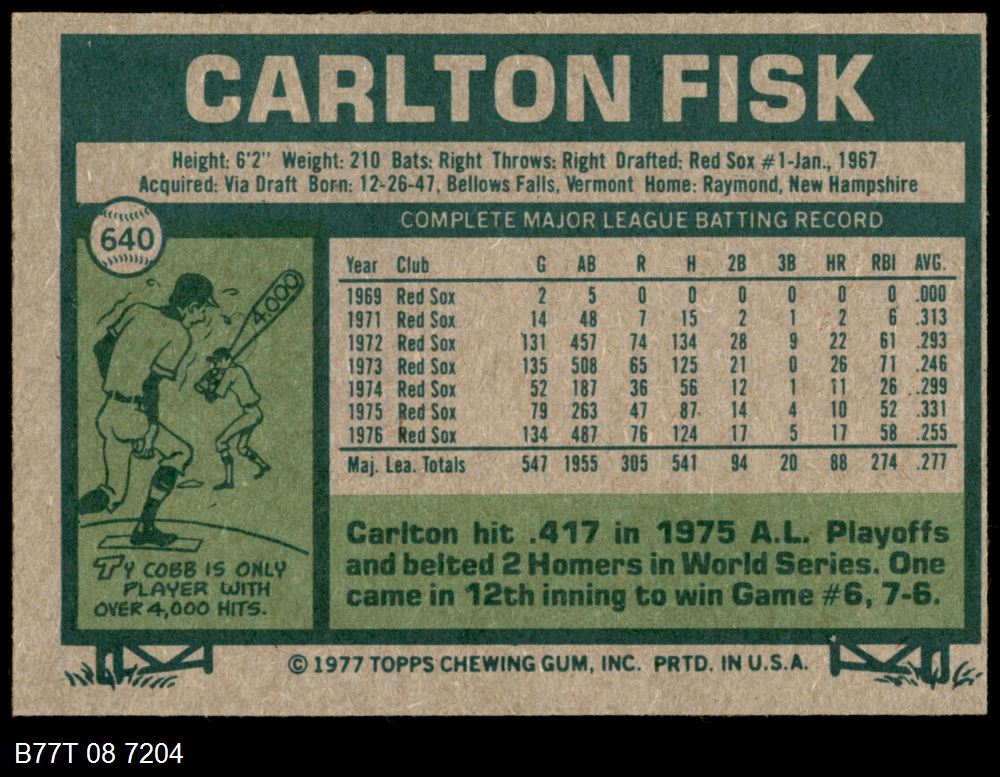 CARLTON FISK
Height: 6'2" Weight: 210 Bats: Right Throws: Right Drafted: Red Sox #1-Jan., 1967
Acquired: Via Draft Born: 12-26-47, Bellows Falls, Vermont Home: Raymond, New Hampshire
COMPLETE MAJOR LEAGUE BATTING RECORD
640
Year Club G AB R H 2B 3B HR RBI AVG.
1969 Red Sox 2 5 0 0 0 0 0 0 .000
1971 Red Sox 14 48 7 15 2 1 2 6 .313
1972 Red Sox 131 457 74 134 28 9 22 61 .293
1973 Red Sox 135 508 65 125 21 0 26 71 .246
1974 Red Sox 52 187 36 56 12 1 11 26 .299
1975 Red Sox 79 263 47 87 14 4 10 52 .331
1976 Red Sox 134 487 76 124 17 5 17 58 .255
Maj. Lea. Totals 547 1955 305 541 94 20 88 274 .277
4,000
TY COBB IS ONLY
PLAYER WITH
OVER 4,000 HITS.
Carlton hit .417 in 1975 A.L. Playoffs
and belted 2 Homers in World Series. One
came in 12th inning to win Game #6, 7-6.
© 1977 TOPPS CHEWING GUM, INC. PRTD. IN U.S.A.
B77T 08 7204